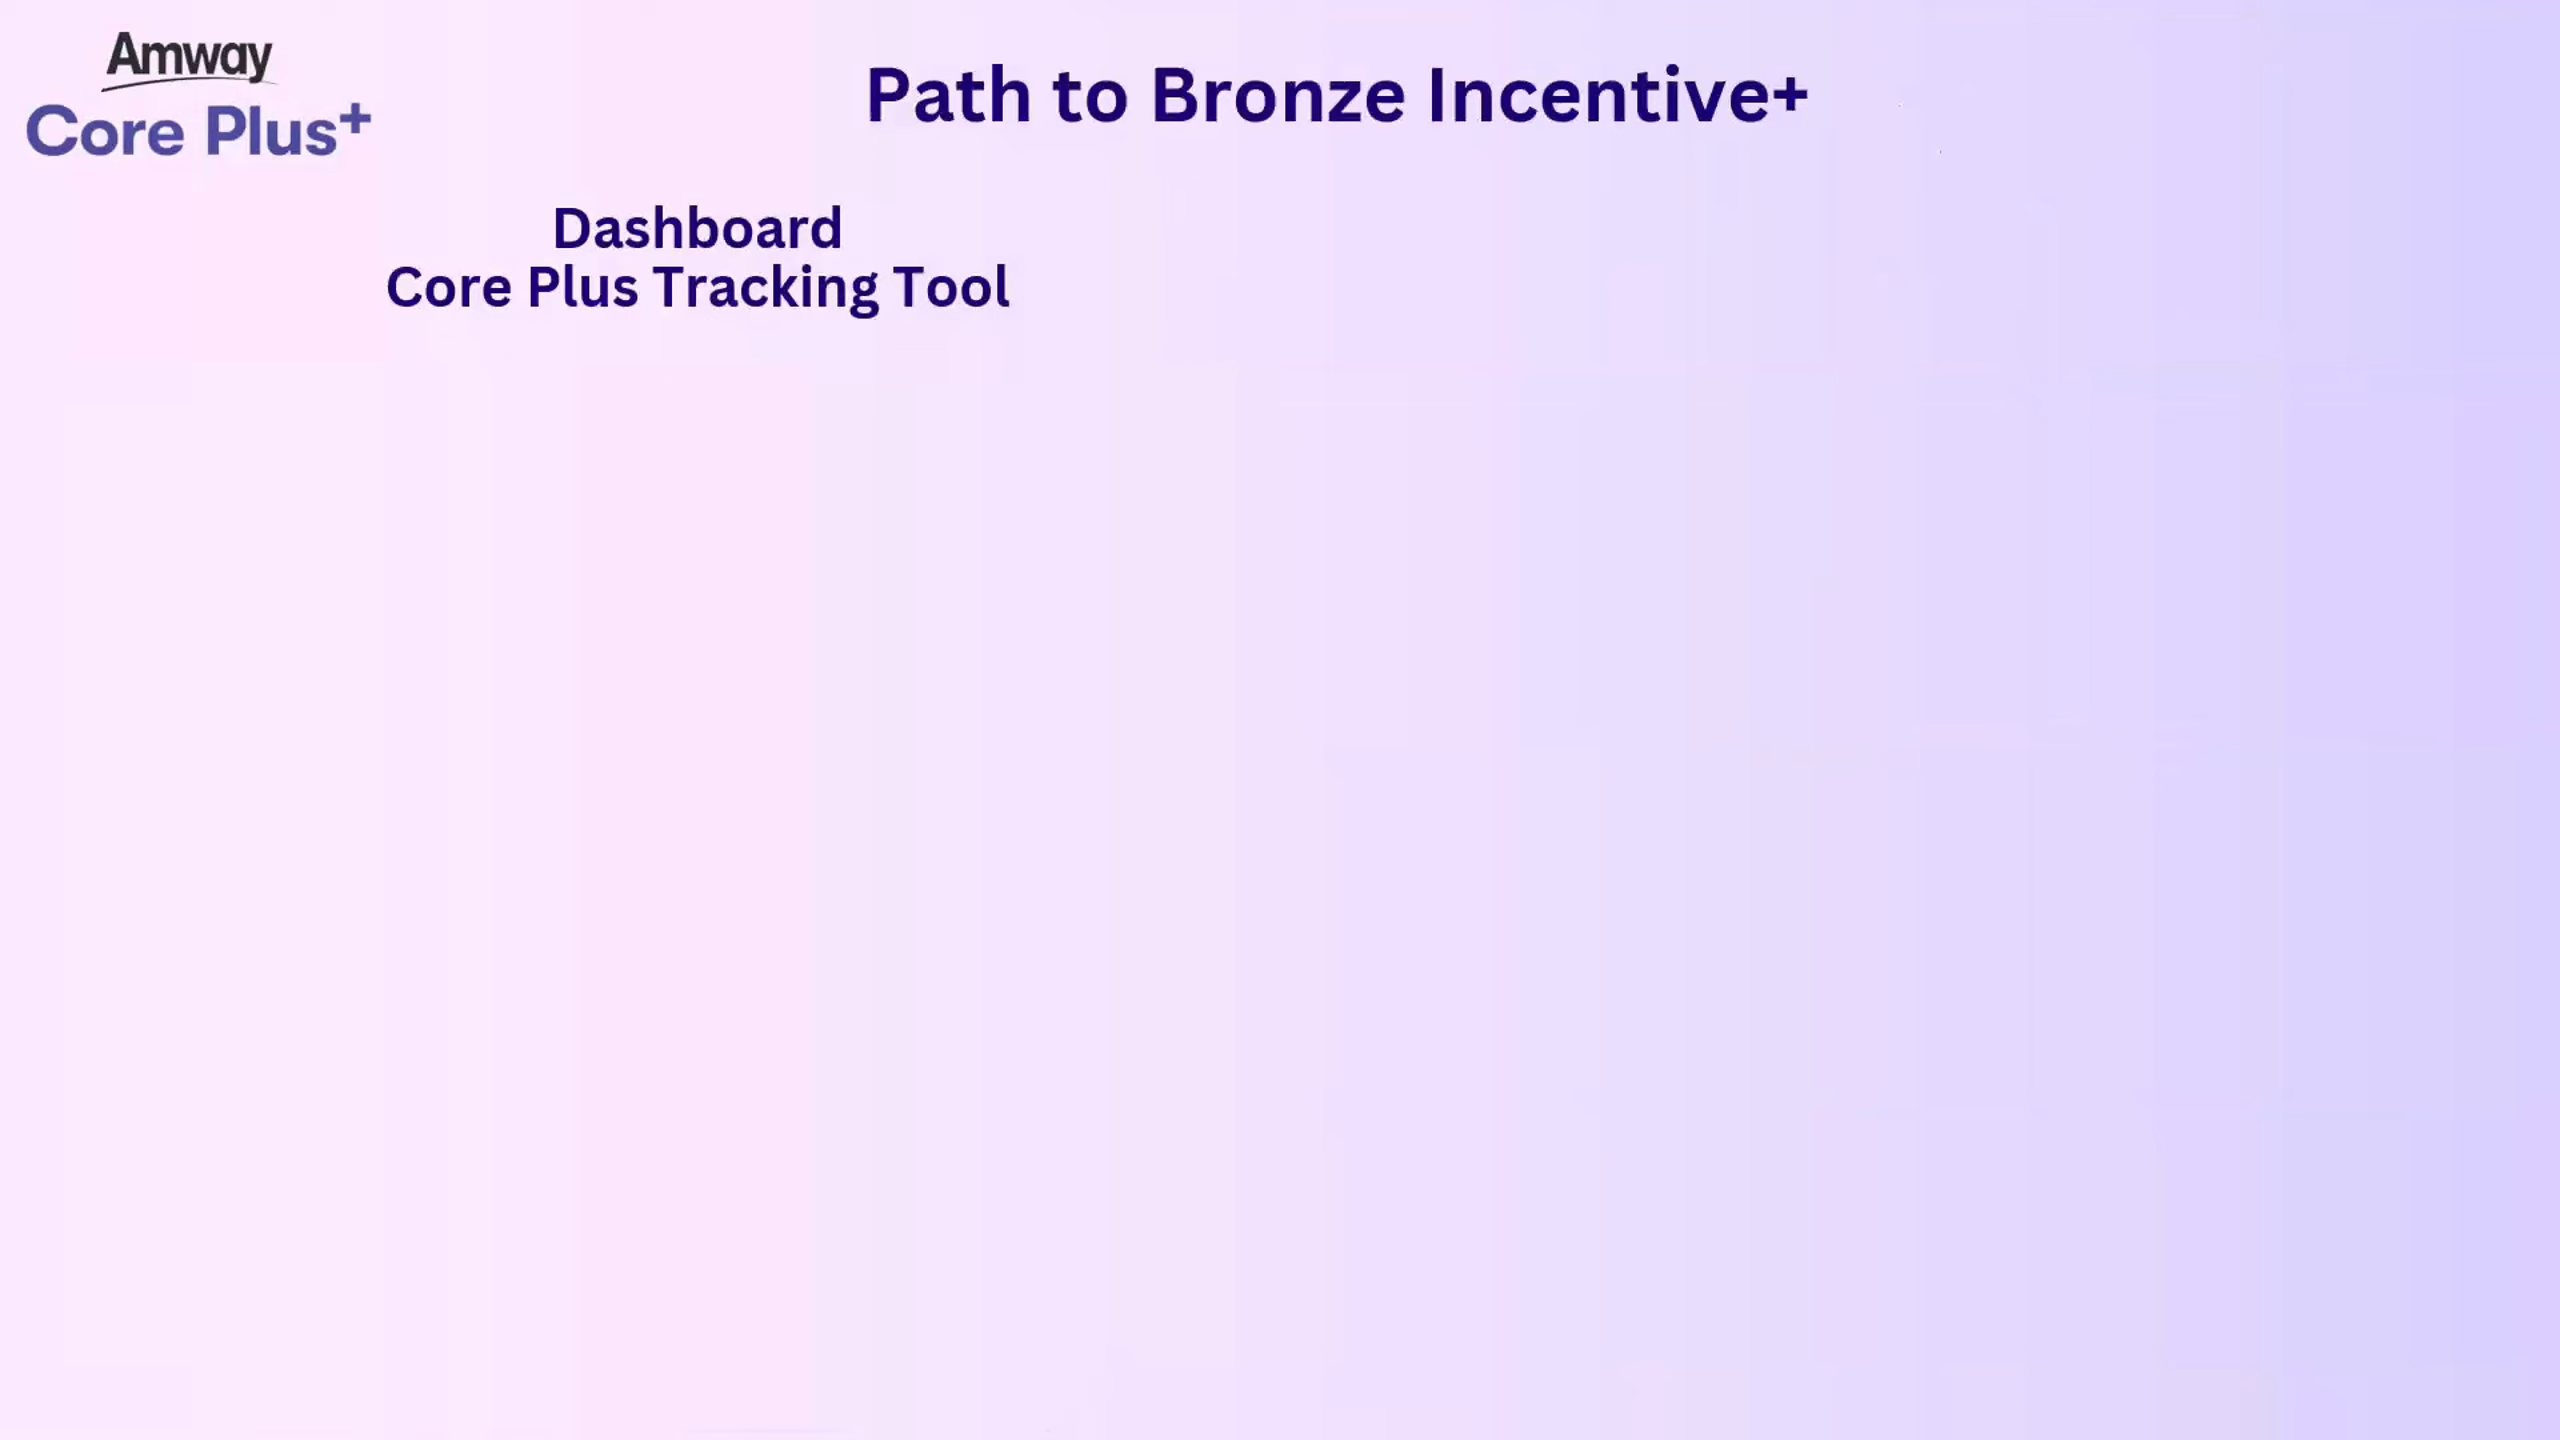 Amway
Core Plus+
Path to Bronze Incentive+
Dashboard
Core Plus Tracking Tool